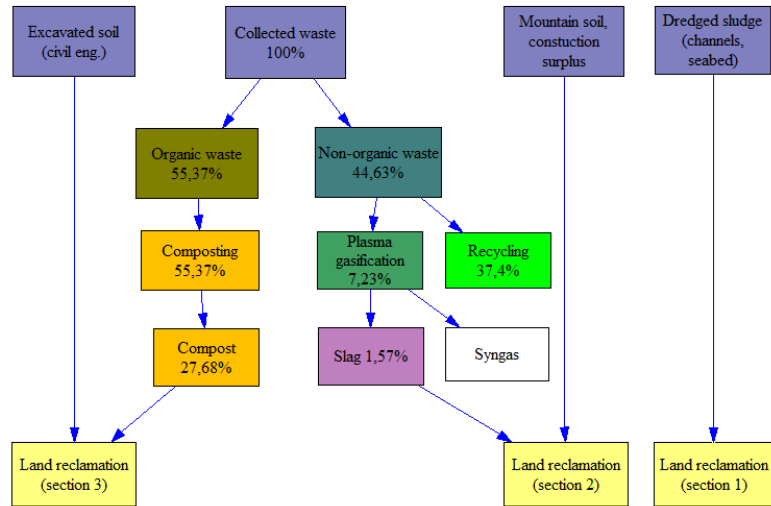 Excavated soil
(civil eng.)
Collected waste
100%
Mountain soil,
constuction
surplus
Dredged sludge
(channels,
seabed)
Organic waste
55,37%
Non-organic waste
44,63%
Composting
55,37%
Plasma
gasification
7,23%
Recycling
37,4%
Compost
27,68%
Slag 1,57%
Syngas
Land reclamation
(section 3)
Land reclamation
(section 2)
Land reclamation
(section 1)